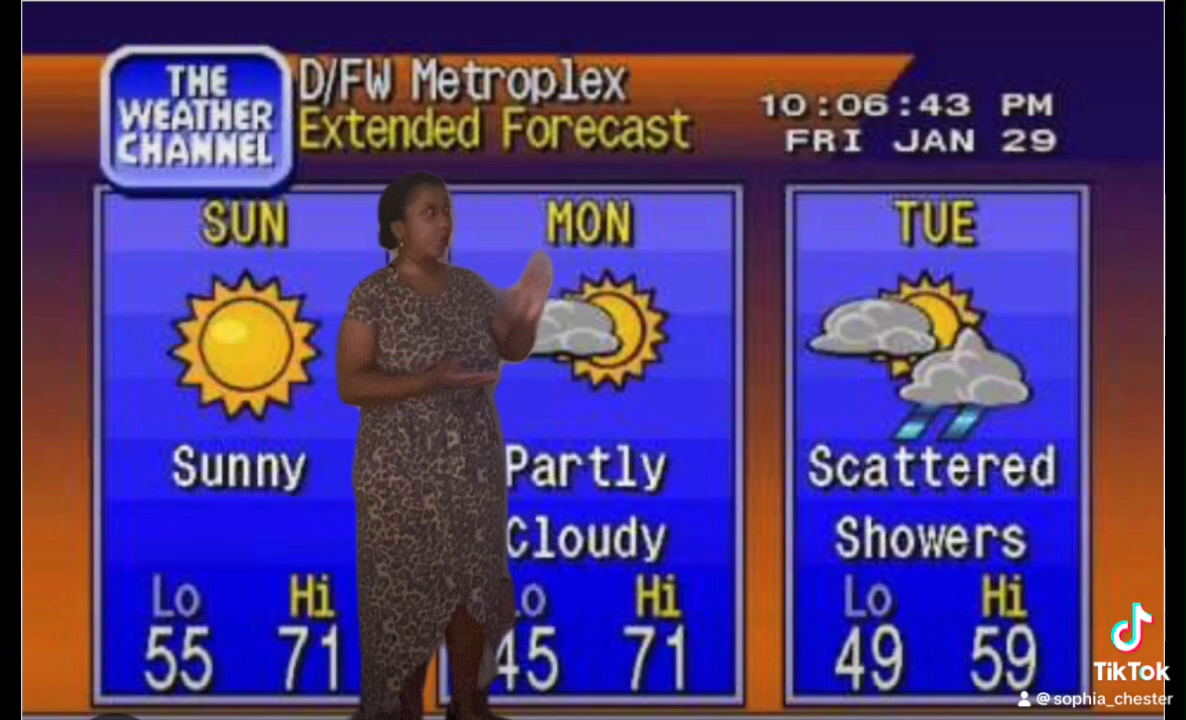 THE
WEATHER
CHANNEL
D/FW Metroplex
Extended Forecast
10:06:43 PM
FRI JAN 29
SUN
Sunny
Lo Hi
55 71
MON
Partly
Cloudy
Lo Hi
45 71
TUE
Scattered
Showers
Lo Hi
49 59
TikTok
@sophia_chester